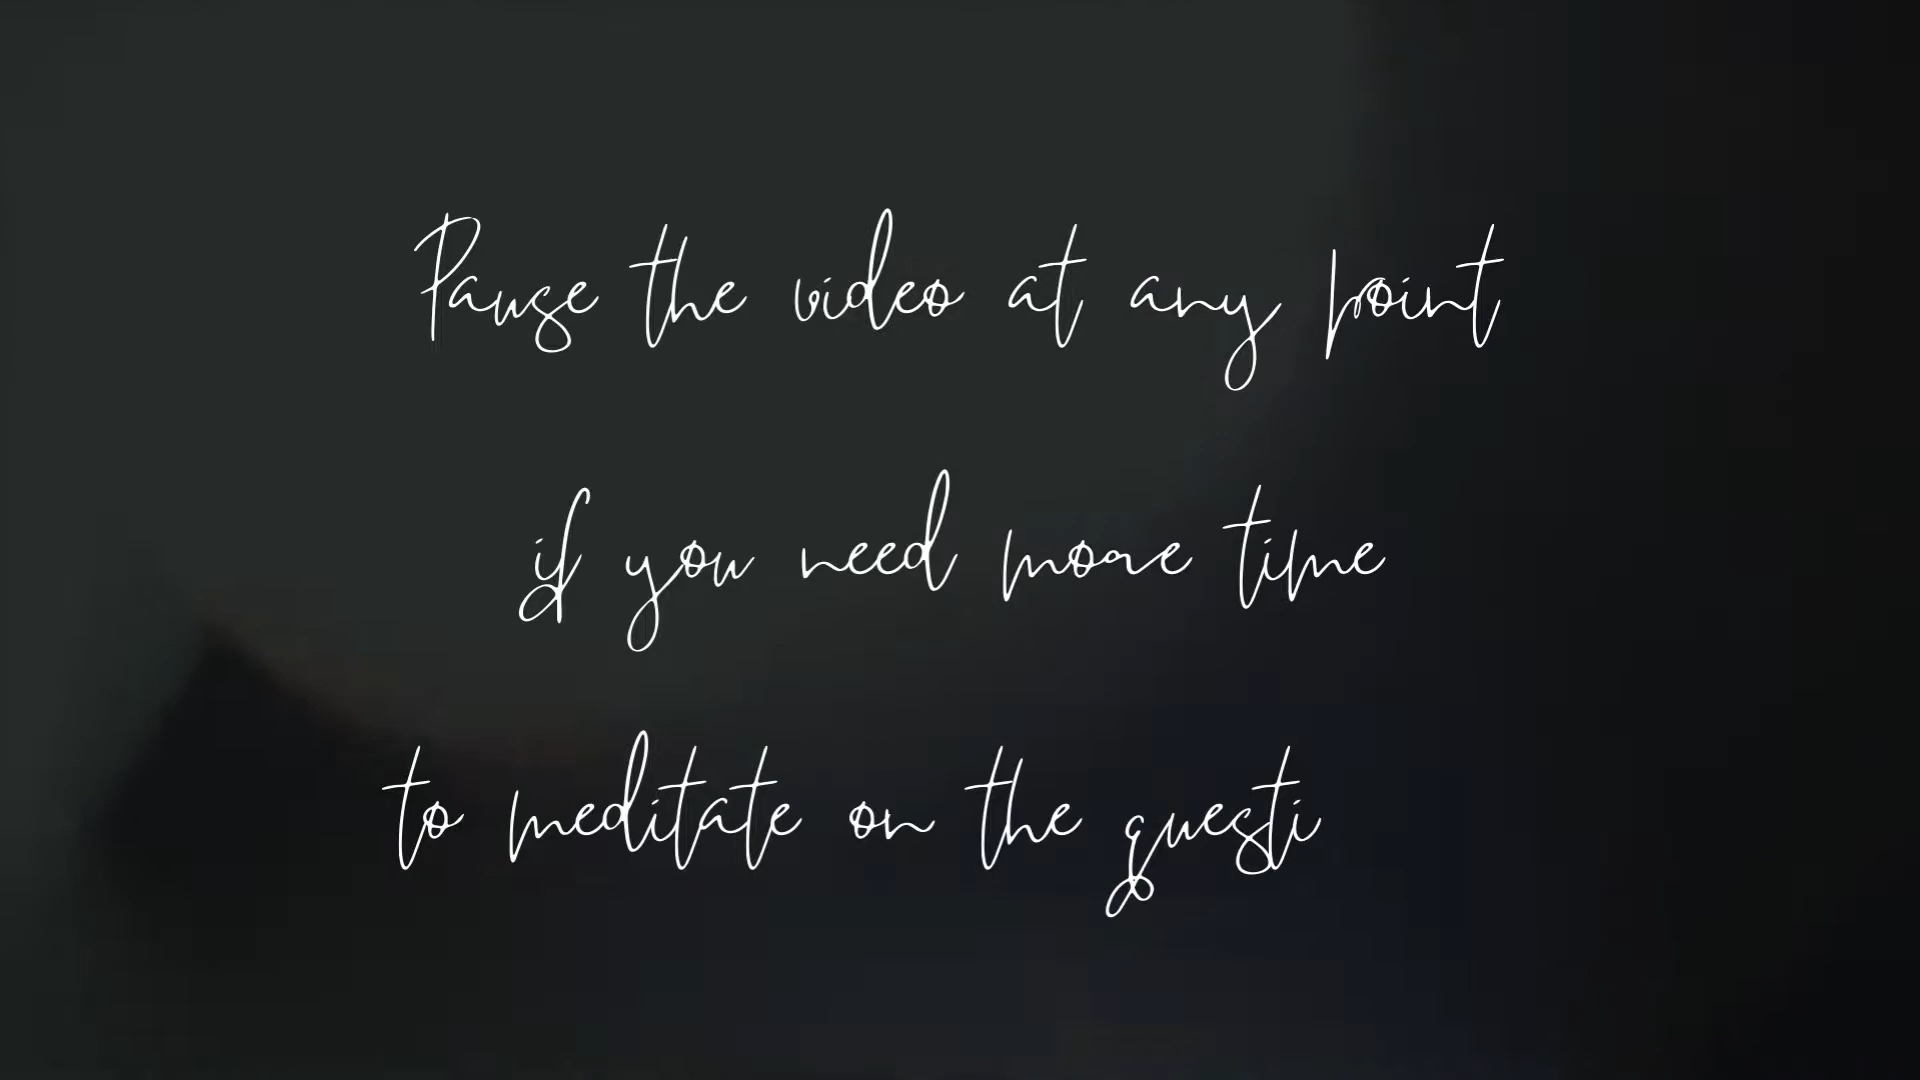 Pause the video at any point
if you need more time
to meditate on the questi